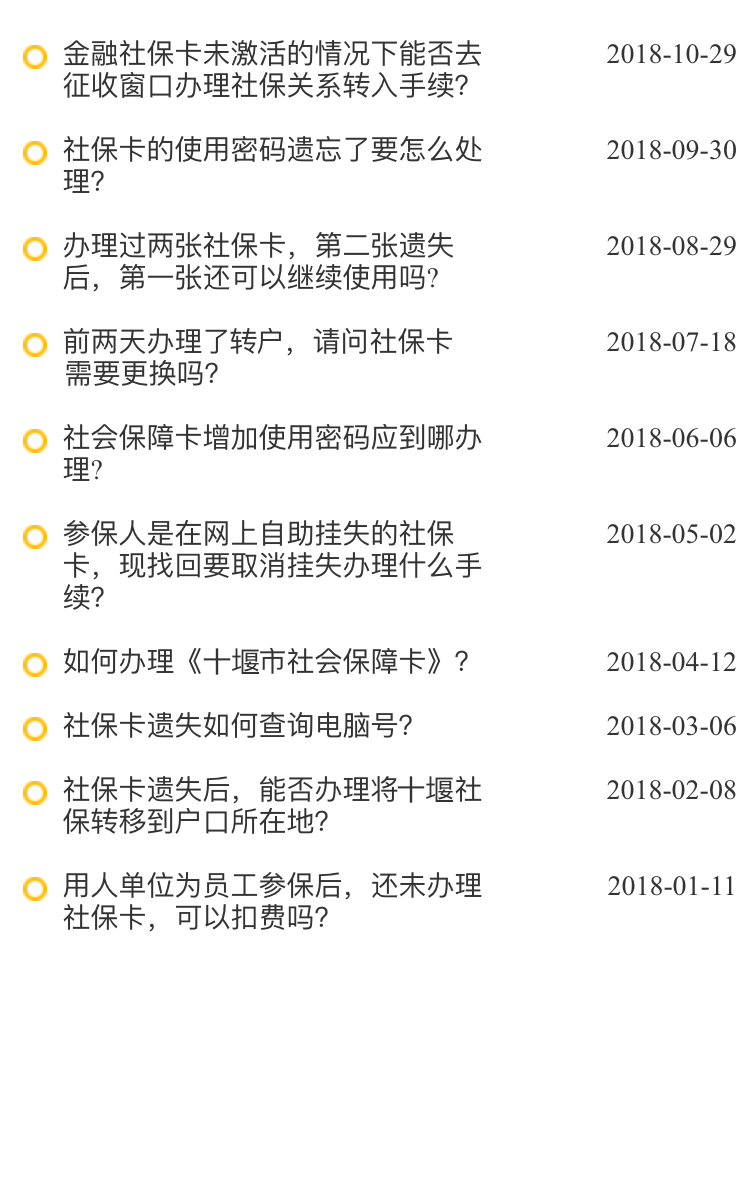 金融社保卡未激活的情况下能否去 2018-10-29
征收窗口办理社保关系转入手续?
社保卡的使用密码遗忘了要怎么处 2018-09-30
理?
办理过两张社保卡，第二张遗失 2018-08-29
后，第一张还可以继续使用吗?
前两天办理了转户，请问社保卡 2018-07-18
需要更换吗?
社会保障卡增加使用密码应到哪办 2018-06-06
理?
参保人是在网上自助挂失的社保 2018-05-02
卡，现找回要取消挂失办理什么手
续?
如何办理《十堰市社会保障卡》? 2018-04-12
社保卡遗失如何查询电脑号? 2018-03-06
社保卡遗失后，能否办理将十堰社 2018-02-08
保转移到户口所在地?
用人单位为员工参保后，还未办理 2018-01-11
社保卡，可以扣费吗?